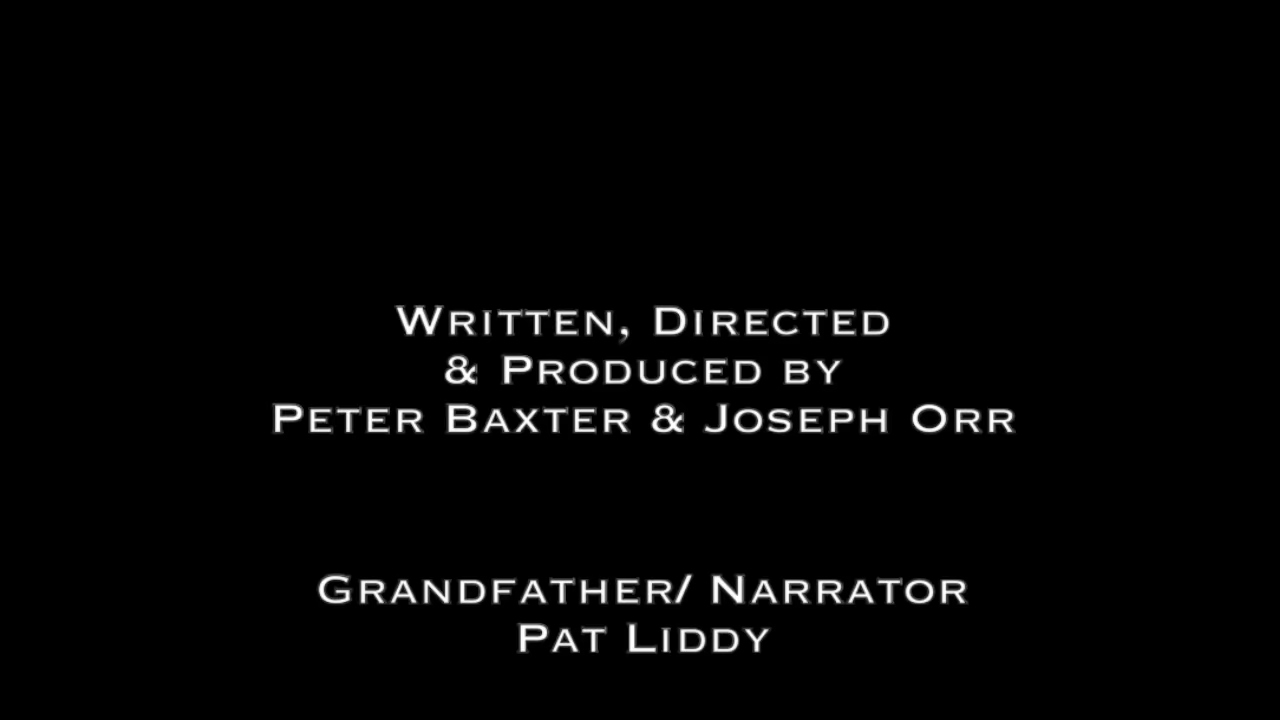 Written, Directed
& Produced by
Peter Baxter & Joseph Orr
Grandfather/ Narrator
Pat Liddy